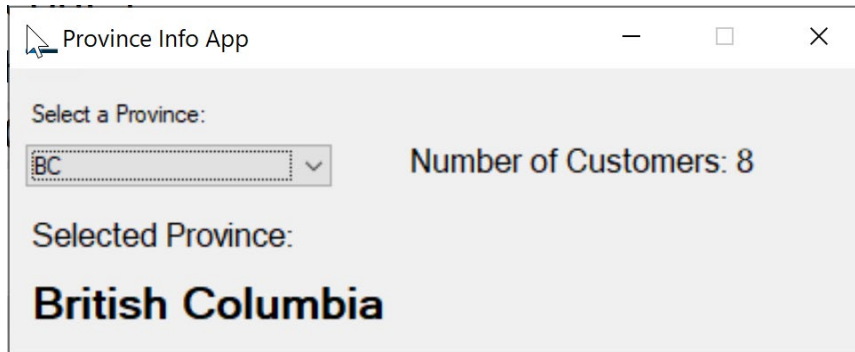 Province Info App
Select a Province:
BC
Number of Customers: 8
Selected Province:
British Columbia